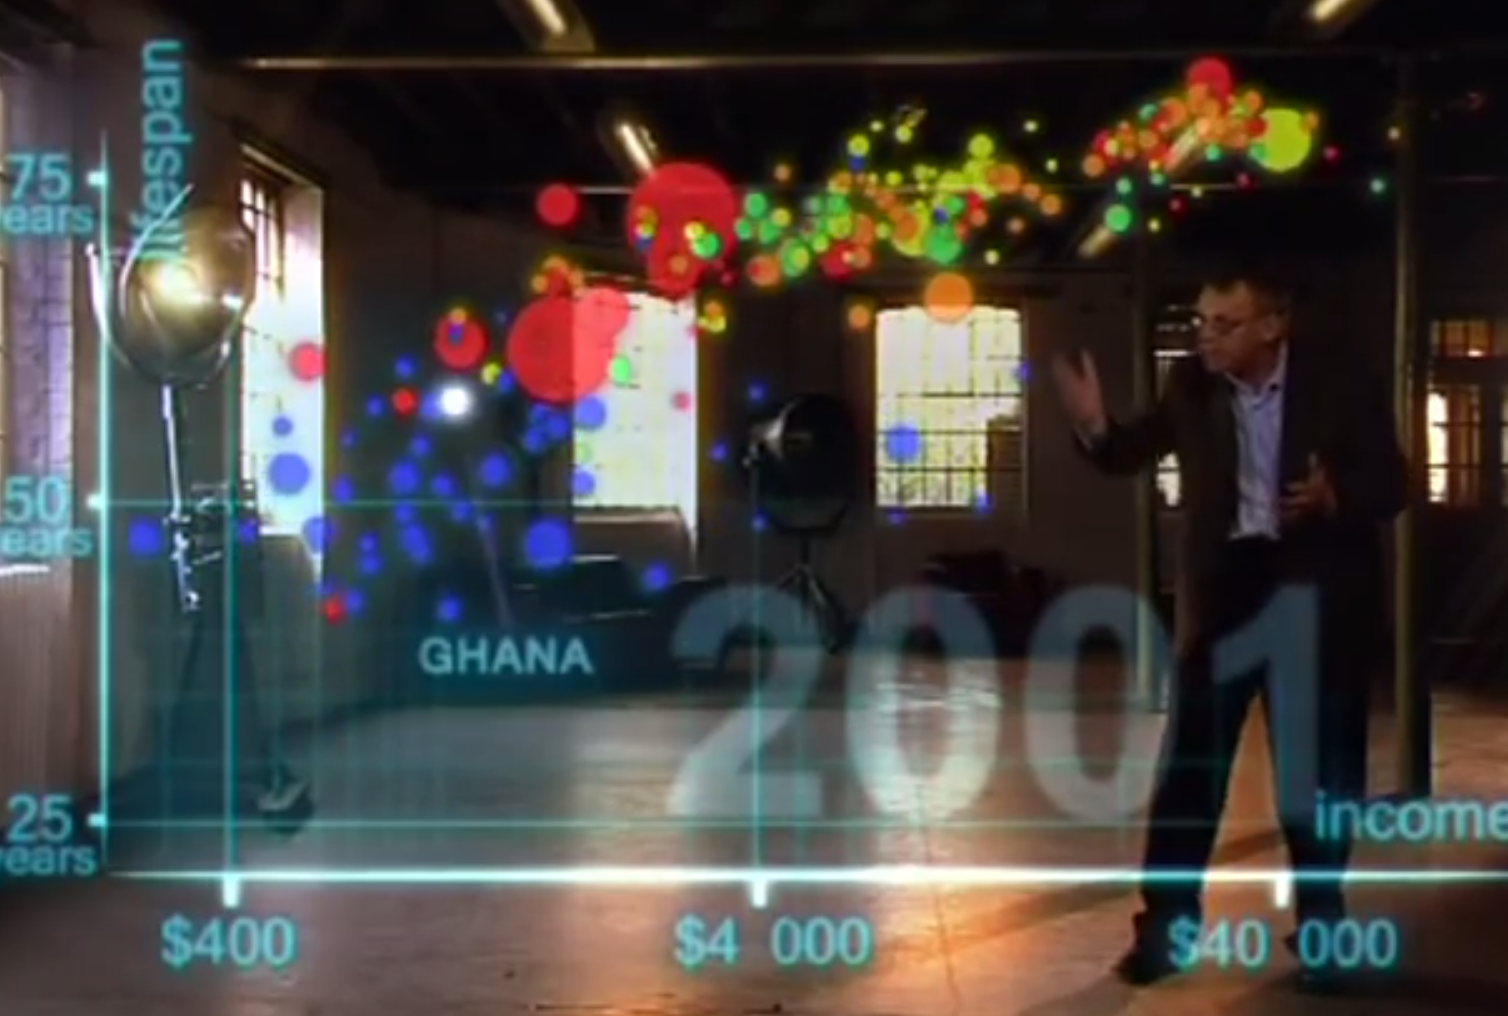 lifespan
75
years
50
years
GHANA
2001
25
years
income
$400
$4 000
$40 000